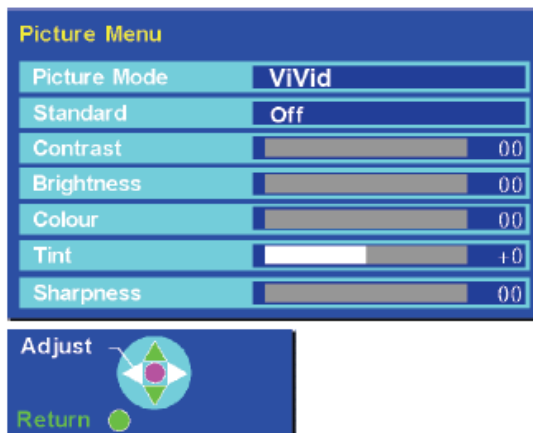 Picture Menu
Picture Mode ViVid
Standard Off
Contrast 00
Brightness 00
Colour 00
Tint +0
Sharpness 00
Adjust
Return